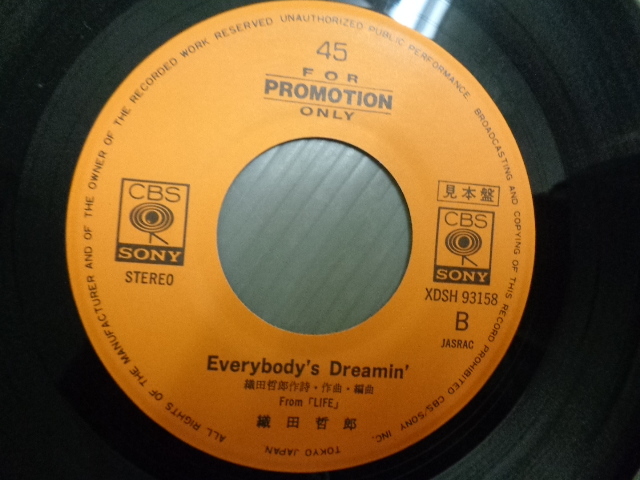 ALL RIGHTS OF THE MANUFACTURER AND OF THE OWNER OF THE RECORDED WORK RESERVED UNAUTHORIZED PUBLIC PERFORMANCE BROADCASTING AND COPYING OF THIS RECORD PROHIBITED CBS/SONY INC.
TOKYO JAPAN
45
FOR
PROMOTION
ONLY
CBS
SONY
STEREO
見本盤
CBS
SONY
XDSH 93158
B
JASRAC
Everybody's Dreamin'
織田哲郎作詩・作曲・編曲
From「LIFE」
織田哲郎